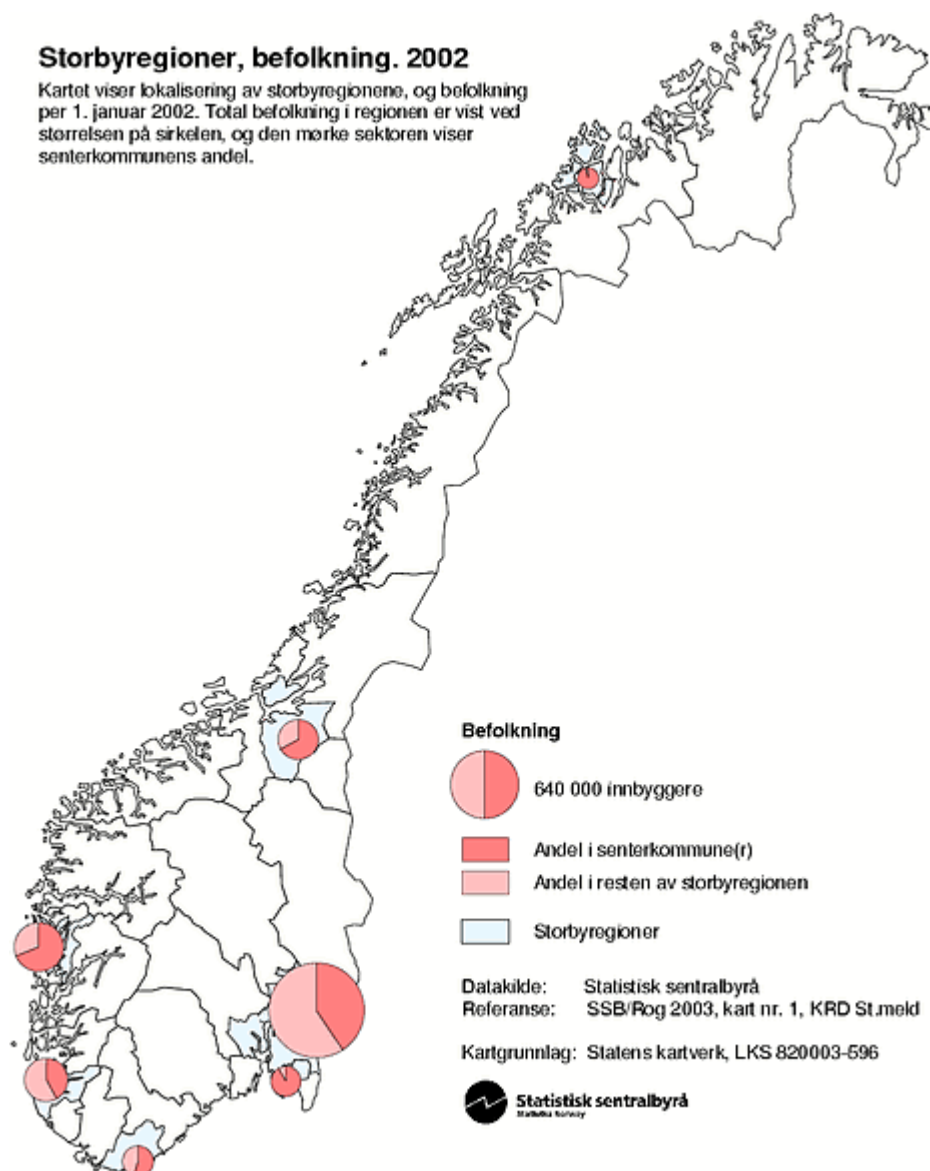 Storbyregioner, befolkning. 2002
Kartet viser lokalisering av storbyregionene, og befolkning
per 1. januar 2002. Total befolkning i regionen er vist ved
størrelsen på sirkelen, og den mørke sektoren viser
senterkommunens andel.
Befolkning
640 000 innbyggere
Andel i senterkommune(r)
Andel i resten av storbyregionen
Storbyregioner
Datakilde: Statistisk sentralbyrå
Referanse: SSB/Rog 2003, kart nr. 1, KRD St.meld
Kartgrunnlag: Statens kartverk, LKS 820003-596
Statistisk sentralbyrå
Statistics Norway